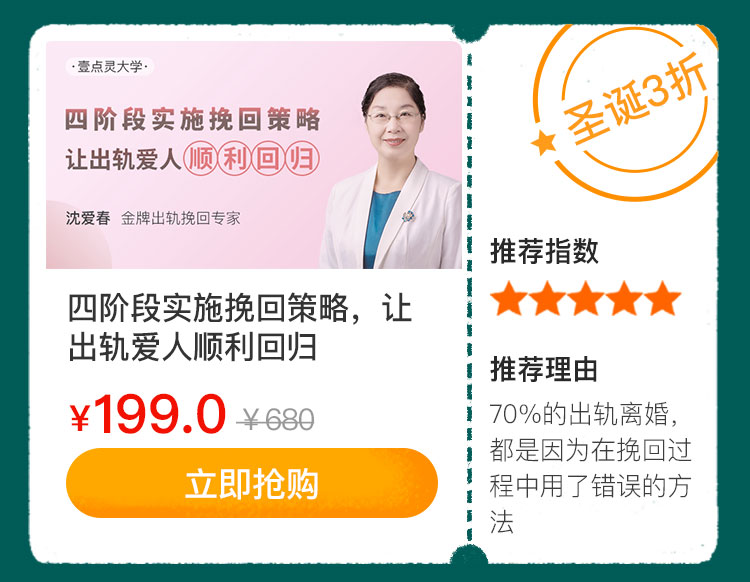 ·壹点灵大学·
四阶段实施挽回策略
让出轨爱人顺利回归
沈爱春 金牌出轨挽回专家
四阶段实施挽回策略，让
出轨爱人顺利回归
¥199.0 ¥680
立即抢购
圣诞3折
推荐指数
推荐理由
70%的出轨离婚，
都是因为在挽回过
程中用了错误的方
法